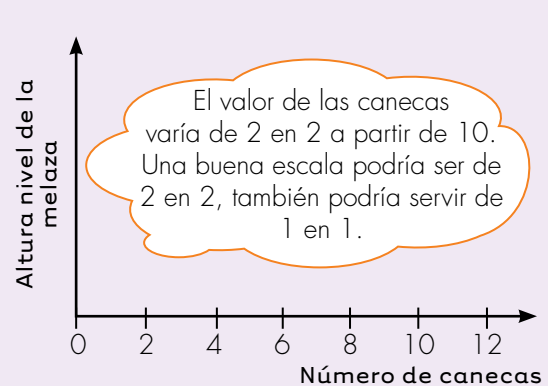 Altura nivel de la
melaza
El valor de las canecas
varía de 2 en 2 a partir de 10.
Una buena escala podría ser de
2 en 2, también podría servir de
1 en 1.
0 2 4 6 8 10 12
Número de canecas